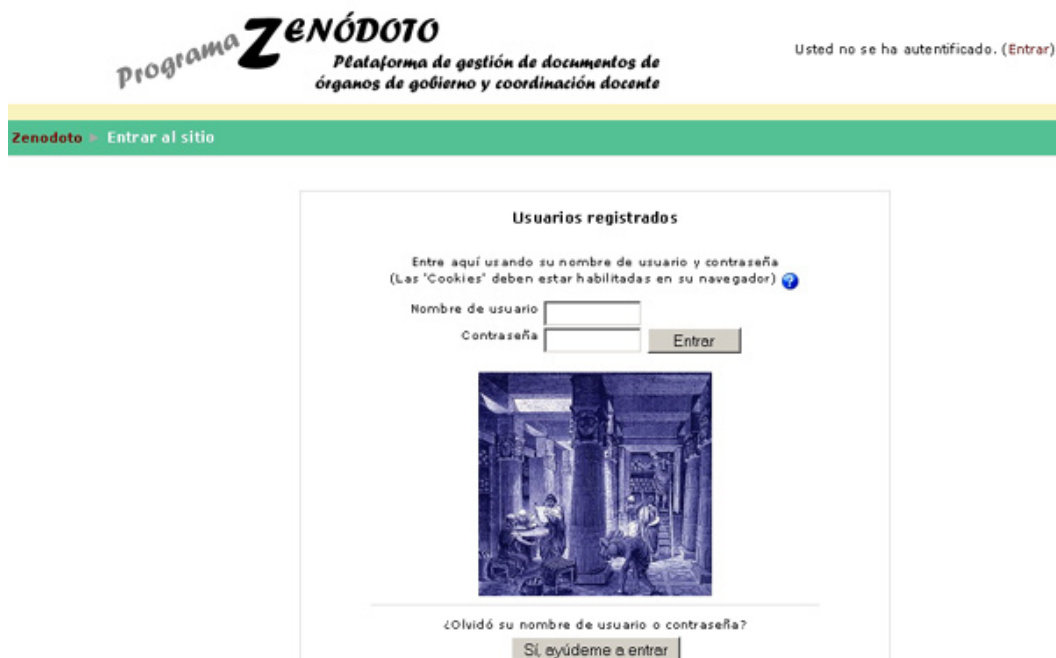 Programa ZENÓDOTO
Plataforma de gestión de documentos de
órganos de gobierno y coordinación docente
Usted no se ha autentificado. (Entrar)
Zenodoto ► Entrar al sitio
Usuarios registrados
Entre aquí usando su nombre de usuario y contraseña
(Las 'Cookies' deben estar habilitadas en su navegador) ?
Nombre de usuario
Contraseña
Entrar
¿Olvidó su nombre de usuario o contraseña?
Sí, ayúdeme a entrar